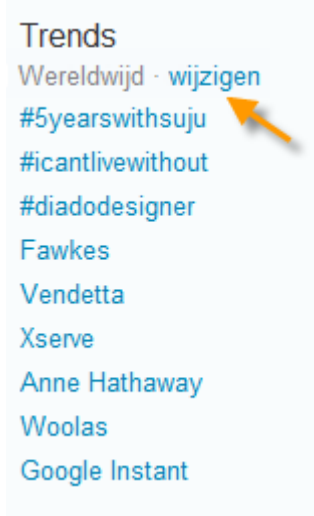 Trends
Wereldwijd · wijzigen
#5yearswithsuju
#icantlivewithout
#diadodesigner
Fawkes
Vendetta
Xserve
Anne Hathaway
Woolas
Google Instant